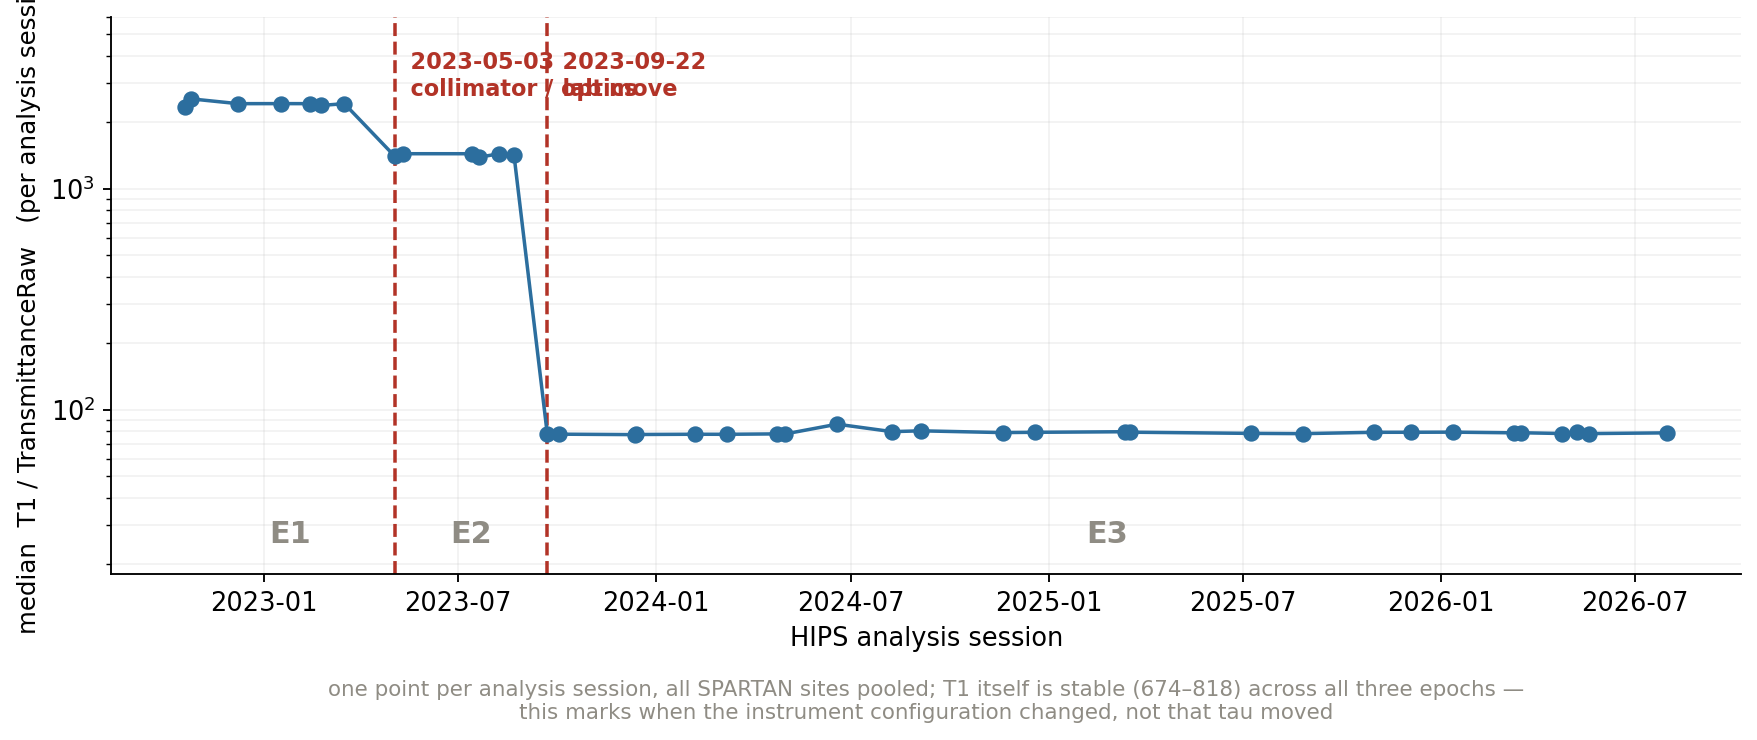 median   T1 / TransmittanceRaw   (per analysis sessi
10³
10²
2023-05-03
collimator / optics
2023-09-22
lab move
E1
E2
E3
2023-01
2023-07
2024-01
2024-07
2025-01
2025-07
2026-01
2026-07
HIPS analysis session
one point per analysis session, all SPARTAN sites pooled; T1 itself is stable (674–818) across all three epochs —
this marks when the instrument configuration changed, not that tau moved